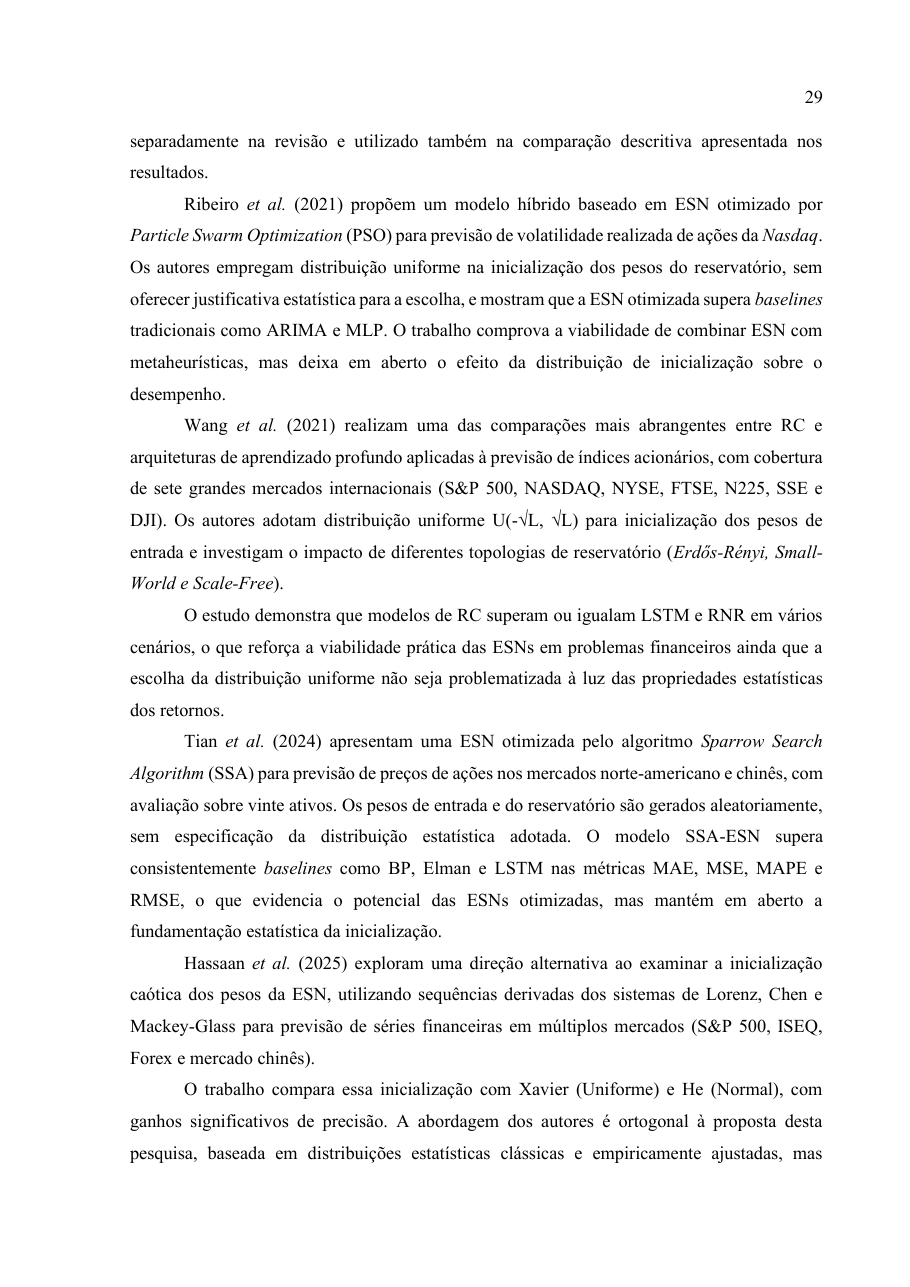 29
separadamente na revisão e utilizado também na comparação descritiva apresentada nos
resultados.
Ribeiro et al. (2021) propõem um modelo híbrido baseado em ESN otimizado por
Particle Swarm Optimization (PSO) para previsão de volatilidade realizada de ações da Nasdaq.
Os autores empregam distribuição uniforme na inicialização dos pesos do reservatório, sem
oferecer justificativa estatística para a escolha, e mostram que a ESN otimizada supera baselines
tradicionais como ARIMA e MLP. O trabalho comprova a viabilidade de combinar ESN com
metaheurísticas, mas deixa em aberto o efeito da distribuição de inicialização sobre o
desempenho.
Wang et al. (2021) realizam uma das comparações mais abrangentes entre RC e
arquiteturas de aprendizado profundo aplicadas à previsão de índices acionários, com cobertura
de sete grandes mercados internacionais (S&P 500, NASDAQ, NYSE, FTSE, N225, SSE e
DJI). Os autores adotam distribuição uniforme U(-√L, √L) para inicialização dos pesos de
entrada e investigam o impacto de diferentes topologias de reservatório (Erdős-Rényi, Small-
World e Scale-Free).
O estudo demonstra que modelos de RC superam ou igualam LSTM e RNR em vários
cenários, o que reforça a viabilidade prática das ESNs em problemas financeiros ainda que a
escolha da distribuição uniforme não seja problematizada à luz das propriedades estatísticas
dos retornos.
Tian et al. (2024) apresentam uma ESN otimizada pelo algoritmo Sparrow Search
Algorithm (SSA) para previsão de preços de ações nos mercados norte-americano e chinês, com
avaliação sobre vinte ativos. Os pesos de entrada e do reservatório são gerados aleatoriamente,
sem especificação da distribuição estatística adotada. O modelo SSA-ESN supera
consistentemente baselines como BP, Elman e LSTM nas métricas MAE, MSE, MAPE e
RMSE, o que evidencia o potencial das ESNs otimizadas, mas mantém em aberto a
fundamentação estatística da inicialização.
Hassaan et al. (2025) exploram uma direção alternativa ao examinar a inicialização
caótica dos pesos da ESN, utilizando sequências derivadas dos sistemas de Lorenz, Chen e
Mackey-Glass para previsão de séries financeiras em múltiplos mercados (S&P 500, ISEQ,
Forex e mercado chinês).
O trabalho compara essa inicialização com Xavier (Uniforme) e He (Normal), com
ganhos significativos de precisão. A abordagem dos autores é ortogonal à proposta desta
pesquisa, baseada em distribuições estatísticas clássicas e empiricamente ajustadas, mas